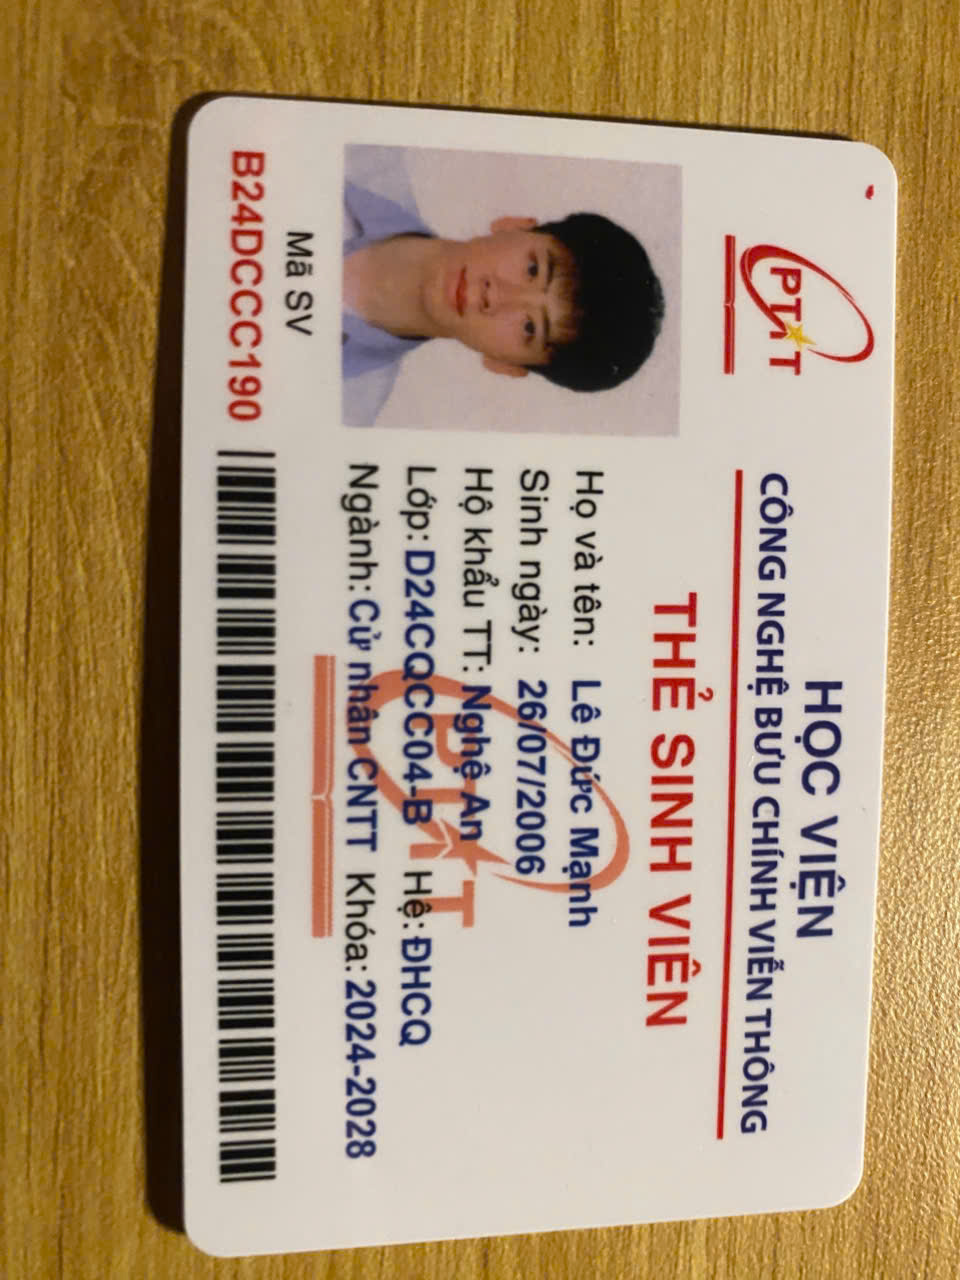 PTIT
HỌC VIỆN
CÔNG NGHỆ BƯU CHÍNH VIỄN THÔNG
THẺ SINH VIÊN
Họ và tên: Lê Đức Mạnh
Sinh ngày: 26/07/2006
Hộ khẩu TT: Nghệ An
Lớp: D24CQCC04-B Hệ: ĐHCQ
Ngành: Cử nhân CNTT Khóa: 2024-2028
Mã SV
B24DCCC190
PTIT